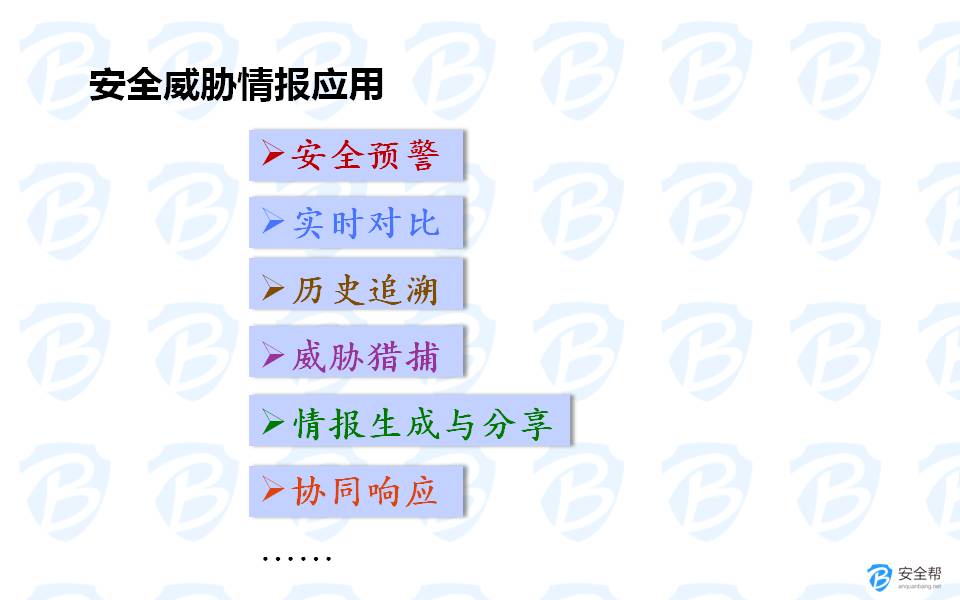 安全威胁情报应用
➢安全预警
➢实时对比
➢历史追溯
➢威胁猎捕
➢情报生成与分享
➢协同响应
……
安全帮
anquanbang.net